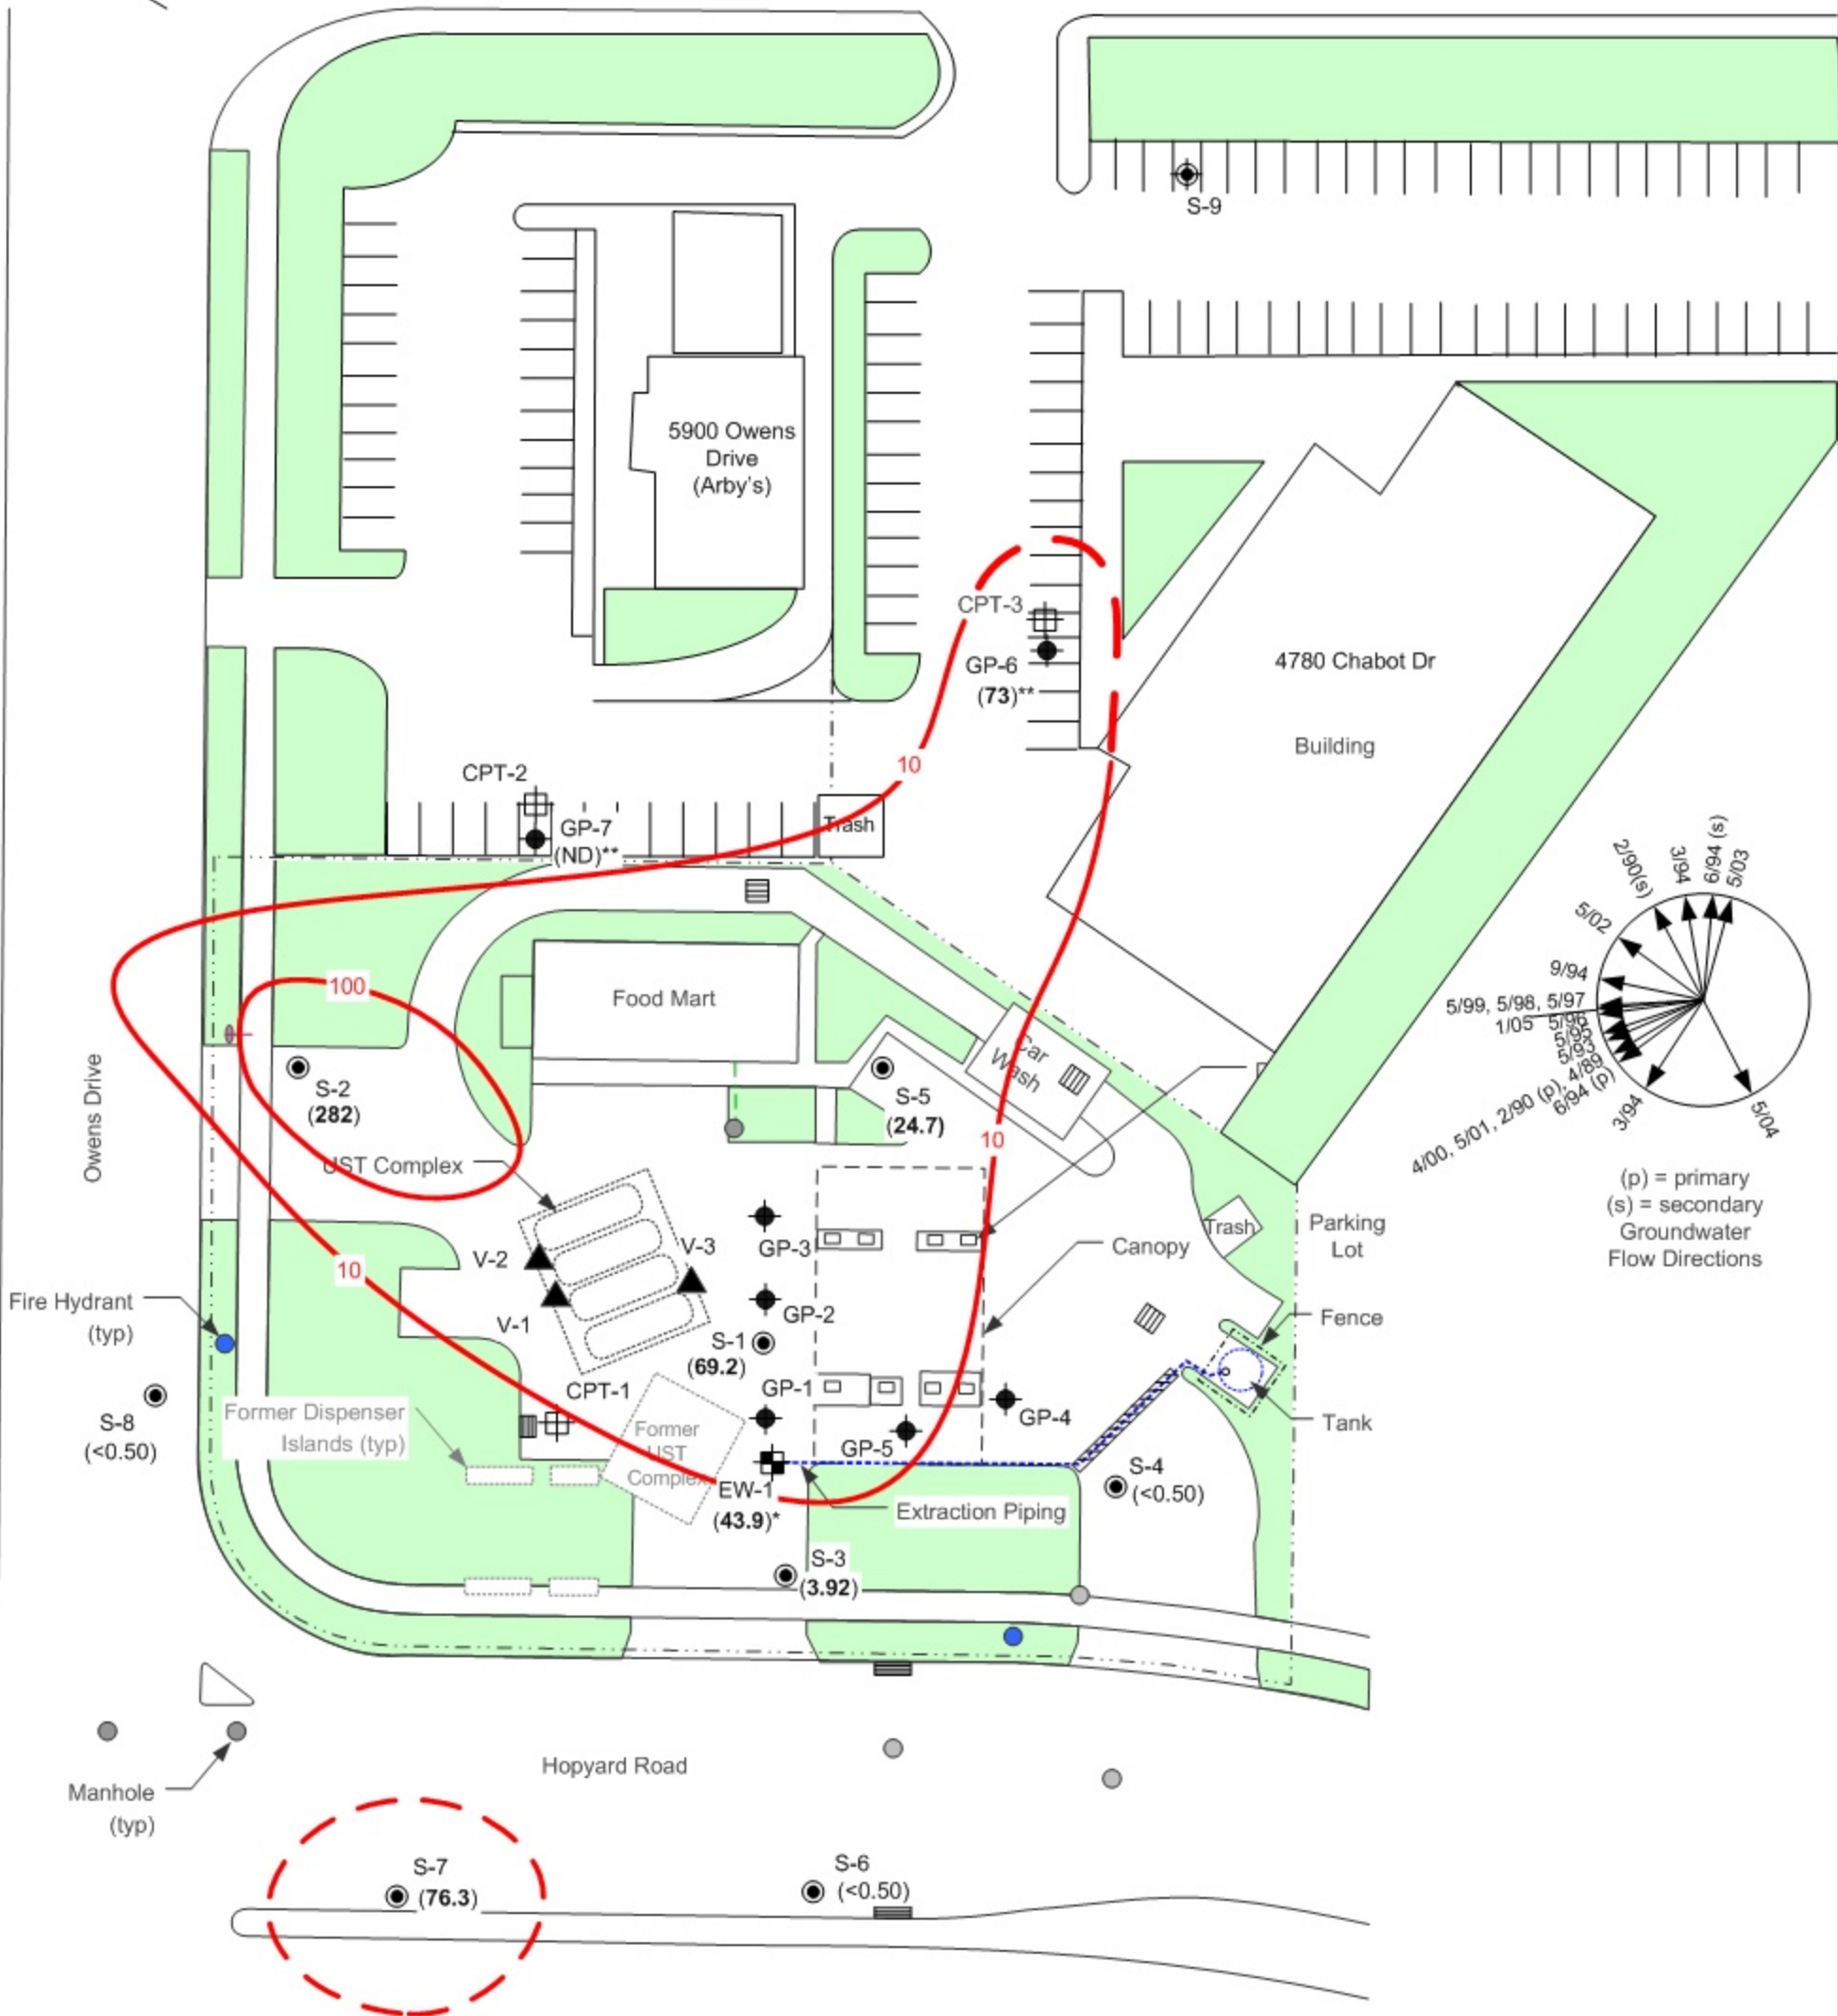 S-9
5900 Owens
Drive
(Arby's)
CPT-3
GP-6
(73)**
4780 Chabot Dr
Building
10
CPT-2
GP-7
(ND)**
Trash
2/90(s)
3/94
6/94 (s)
5/03
5/02
9/94
5/99, 5/98, 5/97
1/05
5/96
5/95
5/93
4/00, 5/01, 2/90 (p), 4/89
6/94 (p)
3/94
5/04
(p) = primary
(s) = secondary
Groundwater
Flow Directions
100
Food Mart
Car
Wash
Owens Drive
S-2
(282)
S-5
(24.7)
10
UST Complex
Trash
Parking
Lot
GP-3
V-3
V-2
Canopy
10
Fire Hydrant
(typ)
V-1
GP-2
S-1
(69.2)
Fence
CPT-1
GP-1
S-8
(<0.50)
Former Dispenser
Islands (typ)
Former
UST
Complex
GP-4
GP-5
Tank
EW-1
(43.9)*
Extraction Piping
S-4
(<0.50)
S-3
(3.92)
Hopyard Road
Manhole
(typ)
S-7
(76.3)
S-6
(<0.50)